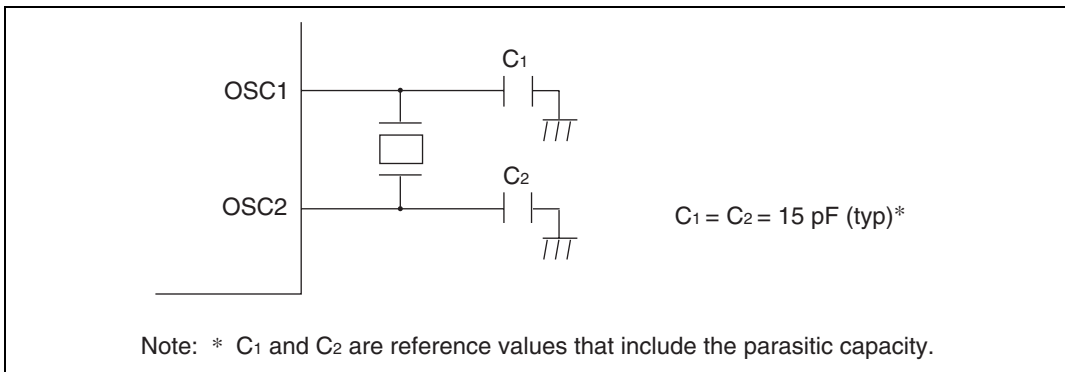 C1
OSC1
C2
OSC2
C1 = C2 = 15 pF (typ)*
Note: * C1 and C2 are reference values that include the parasitic capacity.